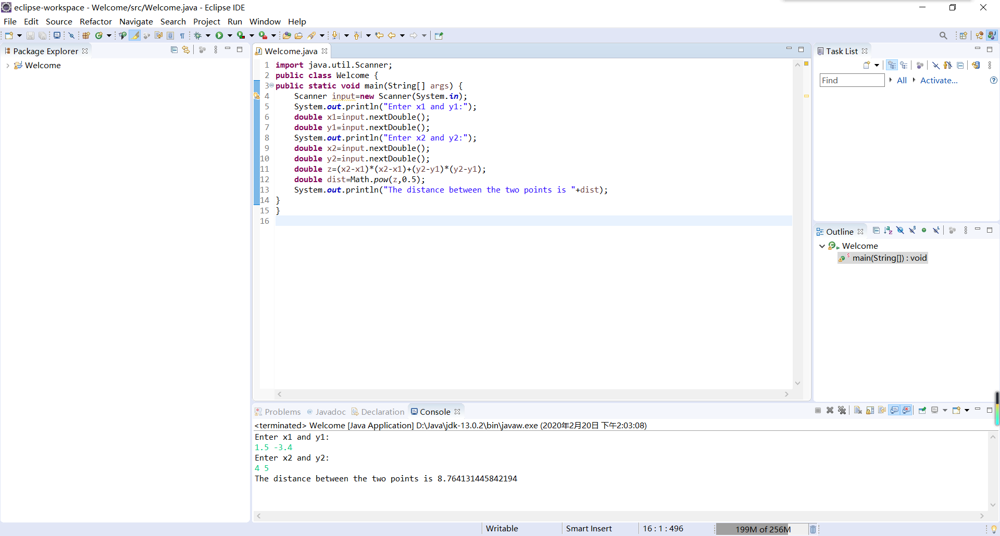 eclipse-workspace - Welcome/src/Welcome.java - Eclipse IDE
File Edit Source Refactor Navigate Search Project Run Window Help
Package Explorer
Welcome
Welcome.java
1 import java.util.Scanner;
2 public class Welcome {
3 public static void main(String[] args) {
4 Scanner input=new Scanner(System.in);
5 System.out.println("Enter x1 and y1:");
6 double x1=input.nextDouble();
7 double y1=input.nextDouble();
8 System.out.println("Enter x2 and y2:");
9 double x2=input.nextDouble();
10 double y2=input.nextDouble();
11 double z=(x2-x1)*(x2-x1)+(y2-y1)*(y2-y1);
12 double dist=Math.pow(z,0.5);
13 System.out.println("The distance between the two points is "+dist);
14 }
15 }
16
Task List
Find All Activate...
Outline
Welcome
main(String[]) : void
Problems @ Javadoc Declaration Console
<terminated> Welcome [Java Application] D:\Java\jdk-13.0.2\bin\javaw.exe (2020年2月20日 下午2:03:08)
Enter x1 and y1:
1.5 -3.4
Enter x2 and y2:
4 5
The distance between the two points is 8.764131445842194
Writable Smart Insert 16 : 1 : 496 199M of 256M